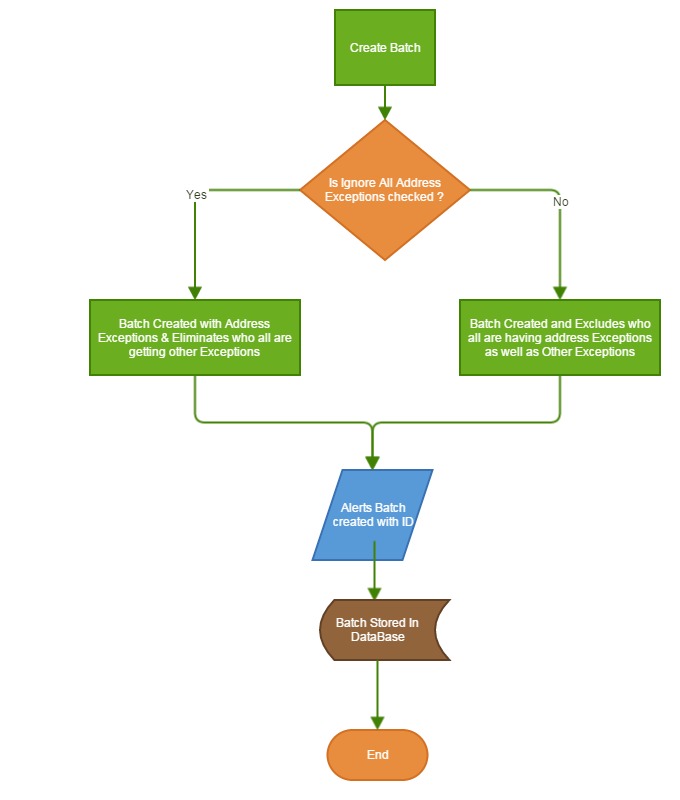 Create Batch
Is Ignore All Address
Exceptions checked ?
Yes
No
Batch Created with Address
Exceptions & Eliminates who all are
getting other Exceptions
Batch Created and Excludes who
all are having address Exceptions
as well as Other Exceptions
Alerts Batch
created with ID
Batch Stored In
DataBase
End